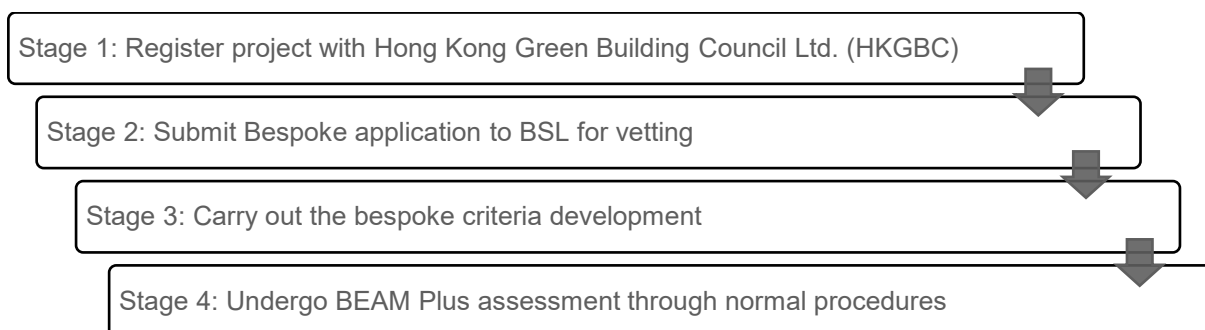 Stage 1: Register project with Hong Kong Green Building Council Ltd. (HKGBC)
Stage 2: Submit Bespoke application to BSL for vetting
Stage 3: Carry out the bespoke criteria development
Stage 4: Undergo BEAM Plus assessment through normal procedures